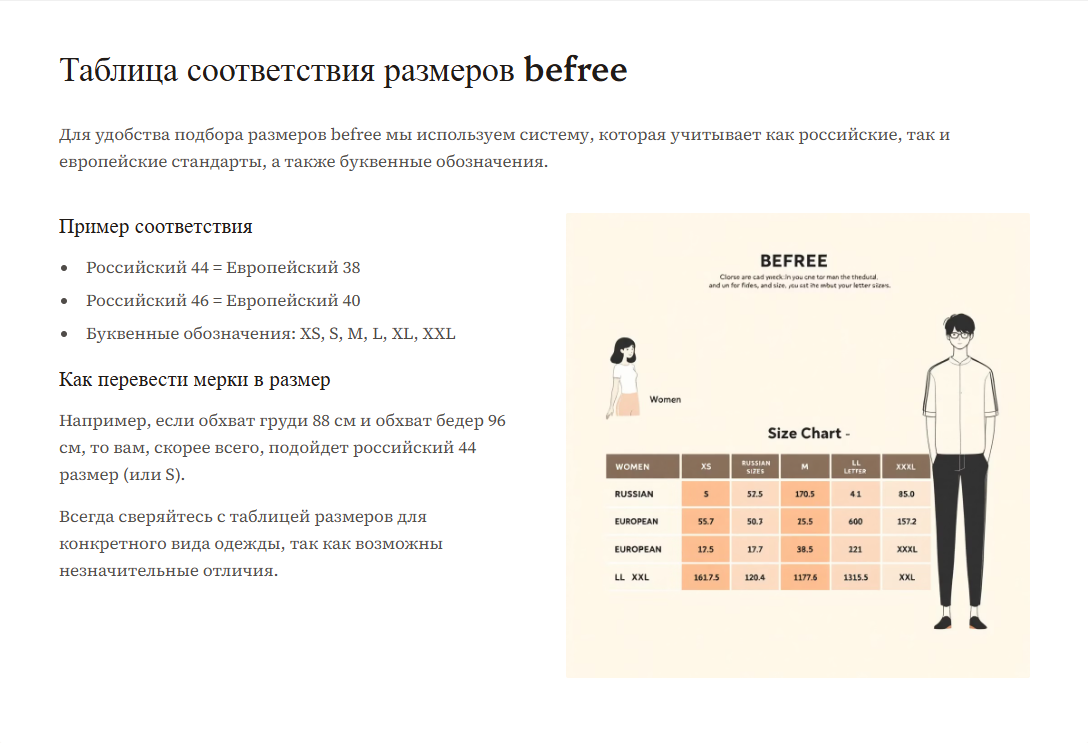 Таблица соответствия размеров befree
Для удобства подбора размеров befree мы используем систему, которая учитывает как российские, так и
европейские стандарты, а также буквенные обозначения.
Пример соответствия
• Российский 44 = Европейский 38
• Российский 46 = Европейский 40
• Буквенные обозначения: XS, S, M, L, XL, XXL
Как перевести мерки в размер
Например, если обхват груди 88 см и обхват бедер 96
см, то вам, скорее всего, подойдет российский 44
размер (или S).
Всегда сверяйтесь с таблицей размеров для
конкретного вида одежды, так как возможны
незначительные отличия.
BEFREE
are and size, your letter sizes.
Women
Size Chart -
WOMEN XS RUSSIAN SIZES M LL LETTER XXXL
RUSSIAN S 52.5 170.5 4.1 85.0
EUROPEAN 55.7 50.7 25.5 600 157.2
EUROPEAN 17.5 17.7 38.5 221 XXXL
LL XXL 1617.5 120.4 1177.6 1315.5 XXL